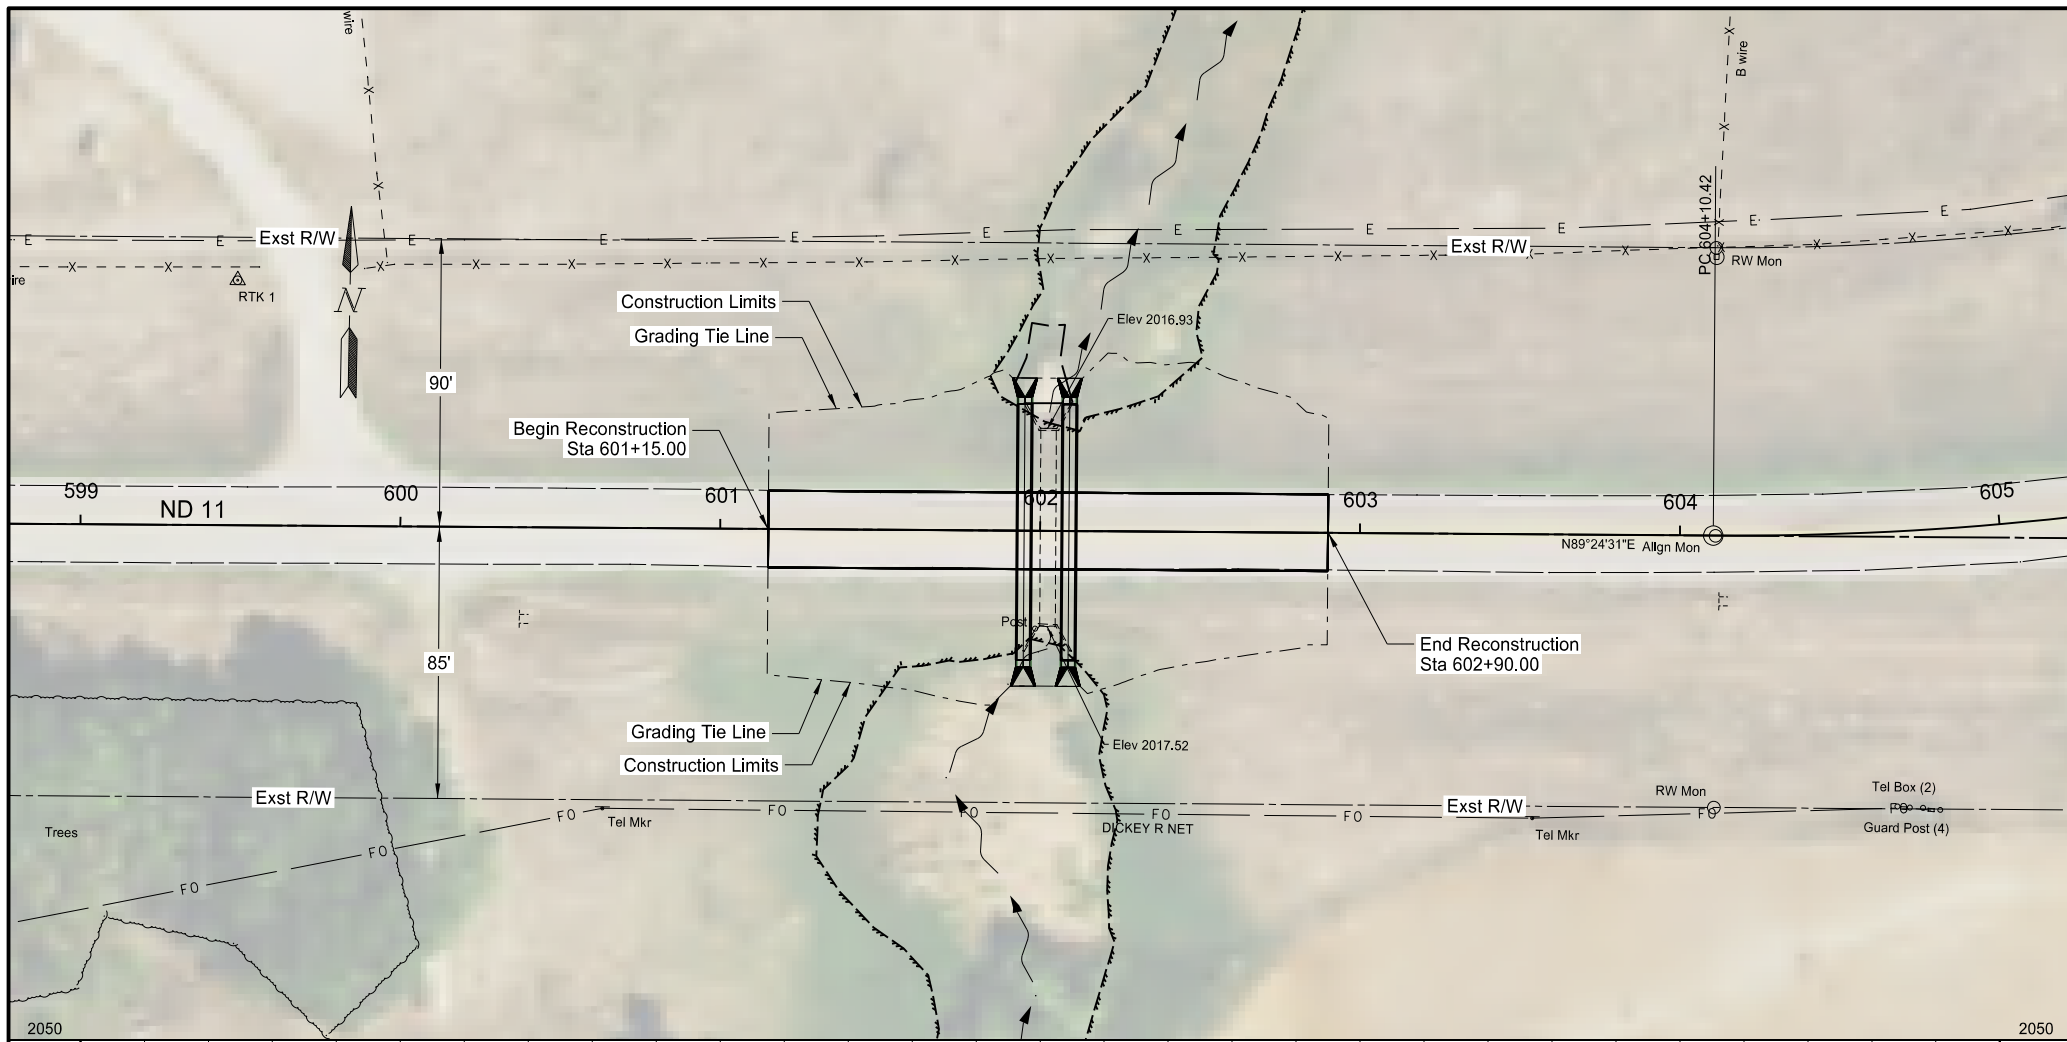 wire
X
B wire
PC 604+10.42
E
Exst R/W
Exst R/W
RW Mon
ire
RTK 1
N
Construction Limits
Elev 2016.93
Grading Tie Line
90'
Begin Reconstruction
Sta 601+15.00
599
600
601
602
603
604
605
ND 11
N89°24'31"E
Align Mon
Post
End Reconstruction
Sta 602+90.00
85'
Grading Tie Line
Elev 2017.52
Construction Limits
Exst R/W
Exst R/W
RW Mon
Tel Box (2)
FO
Trees
Tel Mkr
DICKEY R NET
Tel Mkr
Guard Post (4)
2050
2050